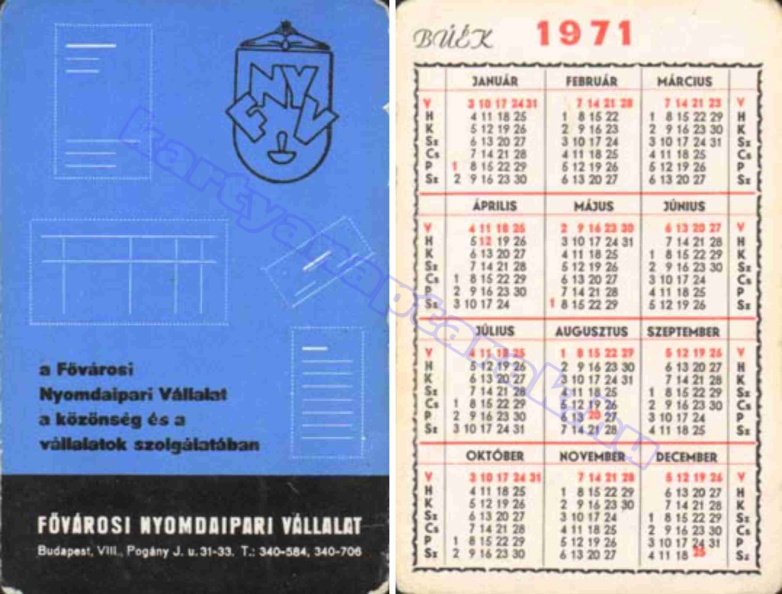 NY
F N V
a Fővárosi
Nyomdaipari Vállalat
a közönség és a
vállalatok szolgálatában
FŐVÁROSI NYOMDAIPARI VÁLLALAT
Budapest, VIII., Pogány J. u. 31-33. T.: 340-584, 340-706
BÚÉK 1971
JANUÁR FEBRUÁR MÁRCIUS
V 3 10 17 24 31 7 14 21 28 7 14 21 23 V
H 4 11 18 25 1 8 15 22 1 8 15 22 29 H
K 5 12 19 26 2 9 16 23 2 9 16 23 30 K
Sz 6 13 20 27 3 10 17 24 3 10 17 24 31 Sz
Cs 7 14 21 28 4 11 18 25 4 11 18 25 Cs
P 1 8 15 22 29 5 12 19 26 5 12 19 26 P
Sz 2 9 16 23 30 6 13 20 27 6 13 20 27 Sz
ÁPRILIS MÁJUS JÚNIUS
V 4 11 18 25 2 9 16 23 30 6 13 20 27 V
H 5 12 19 26 3 10 17 24 31 7 14 21 28 H
K 6 13 20 27 4 11 18 25 1 8 15 22 29 K
Sz 7 14 21 28 5 12 19 26 2 9 16 23 30 Sz
Cs 1 8 15 22 29 6 13 20 27 3 10 17 24 Cs
P 2 9 16 23 30 7 14 21 28 4 11 18 25 P
Sz 3 10 17 24 1 8 15 22 29 5 12 19 26 Sz
JÚLIUS AUGUSZTUS SZEPTEMBER
V 4 11 18 25 1 8 15 22 27 5 12 19 26 V
H 5 12 19 26 2 9 16 23 30 6 13 20 27 H
K 6 13 20 27 3 10 17 24 31 7 14 21 28 K
Sz 7 14 21 28 4 11 18 25 1 8 15 22 29 Sz
Cs 1 8 15 22 29 5 12 19 26 2 9 16 23 30 Cs
P 2 9 16 23 30 6 13 20 27 3 10 17 24 P
Sz 3 10 17 24 31 7 14 21 28 4 11 18 25 Sz
OKTÓBER NOVEMBER DECEMBER
V 3 10 17 24 31 7 14 21 28 5 12 19 26 V
H 4 11 18 25 1 8 15 22 29 6 13 20 27 H
K 5 12 19 26 2 9 16 23 30 7 14 21 28 K
Sz 6 13 20 27 3 10 17 24 1 8 15 22 29 Sz
Cs 7 14 21 28 4 11 18 25 2 9 16 23 30 Cs
P 1 8 15 22 29 5 12 19 26 3 10 17 24 31 P
Sz 2 9 16 23 30 6 13 20 27 4 11 18 25 Sz
kartyanaptarak.hu